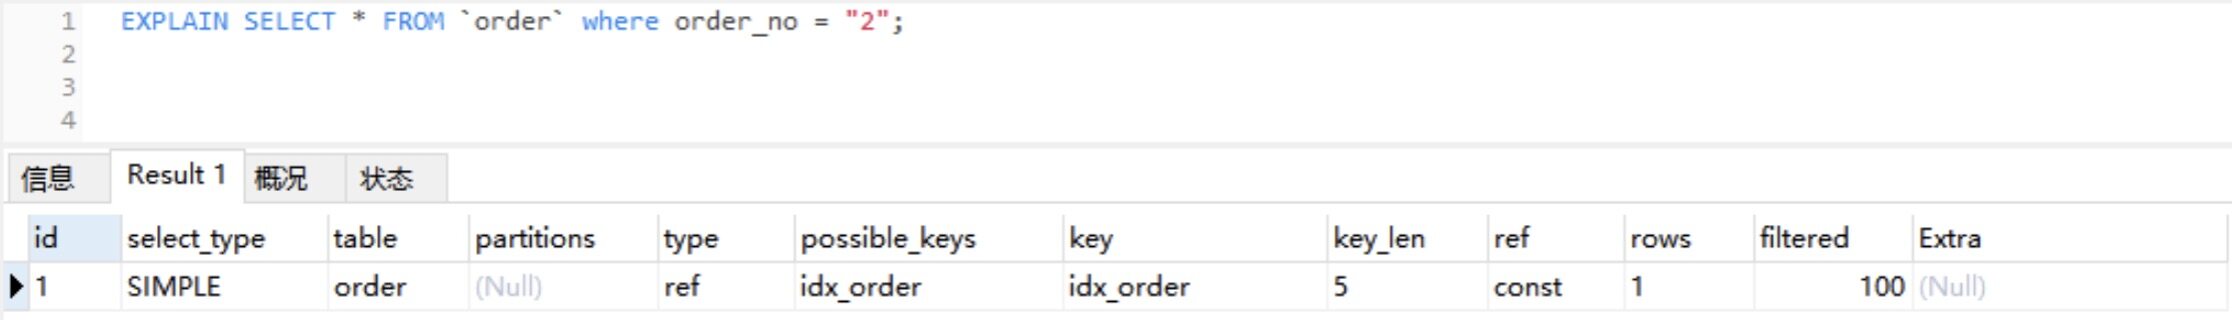 1 EXPLAIN SELECT * FROM `order` where order_no = "2";
2
3
4
信息 Result 1 概况 状态
id select_type table partitions type possible_keys key key_len ref rows filtered Extra
1 SIMPLE order (Null) ref idx_order idx_order 5 const 1 100 (Null)